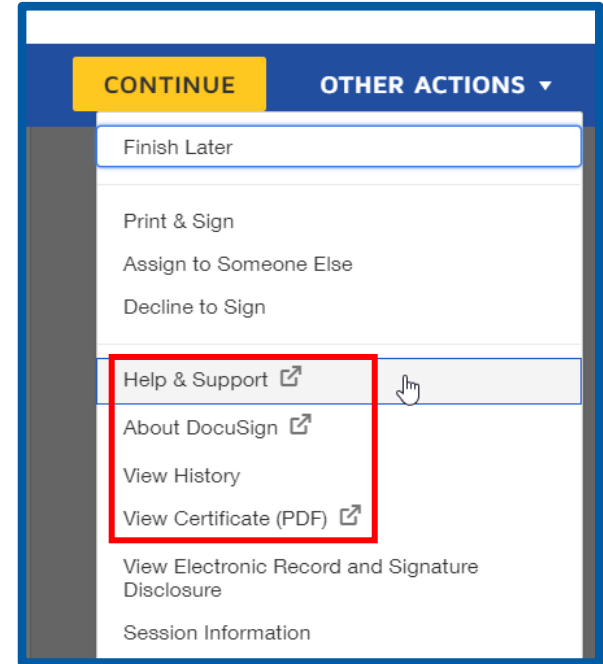 CONTINUE OTHER ACTIONS
Finish Later
Print & Sign
Assign to Someone Else
Decline to Sign
Help & Support
About DocuSign
View History
View Certificate (PDF)
View Electronic Record and Signature
Disclosure
Session Information